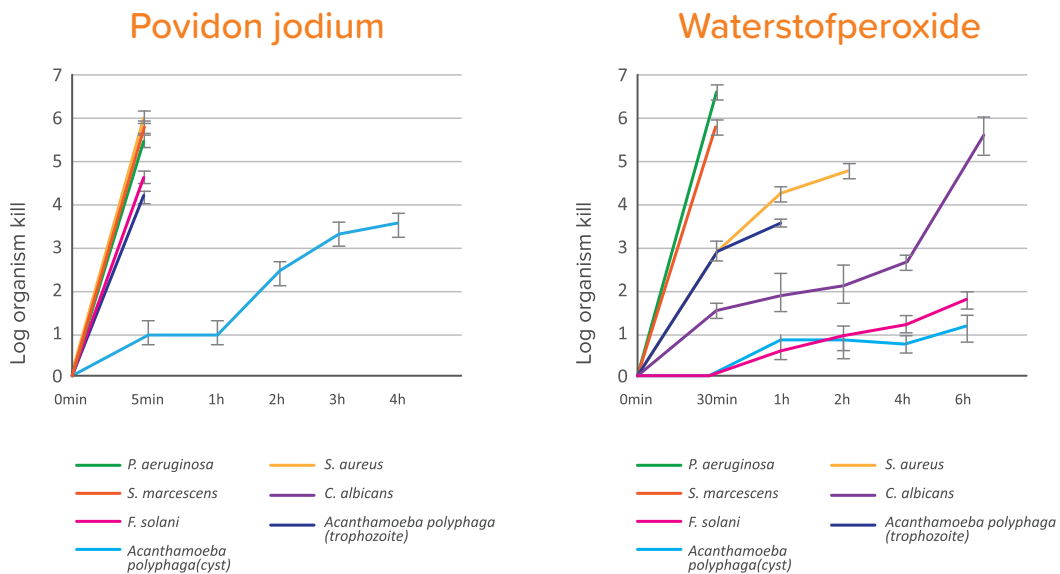 Povidon jodium
Log organism kill
7
6
5
4
3
2
1
0
0min 5min 1h 2h 3h 4h
P. aeruginosa
S. marcescens
F. solani
Acanthamoeba
polyphaga(cyst)
S. aureus
C. albicans
Acanthamoeba polyphaga
(trophozoite)
Waterstofperoxide
Log organism kill
7
6
5
4
3
2
1
0
0min 30min 1h 2h 4h 6h
P. aeruginosa
S. marcescens
F. solani
Acanthamoeba
polyphaga(cyst)
S. aureus
C. albicans
Acanthamoeba polyphaga
(trophozoite)